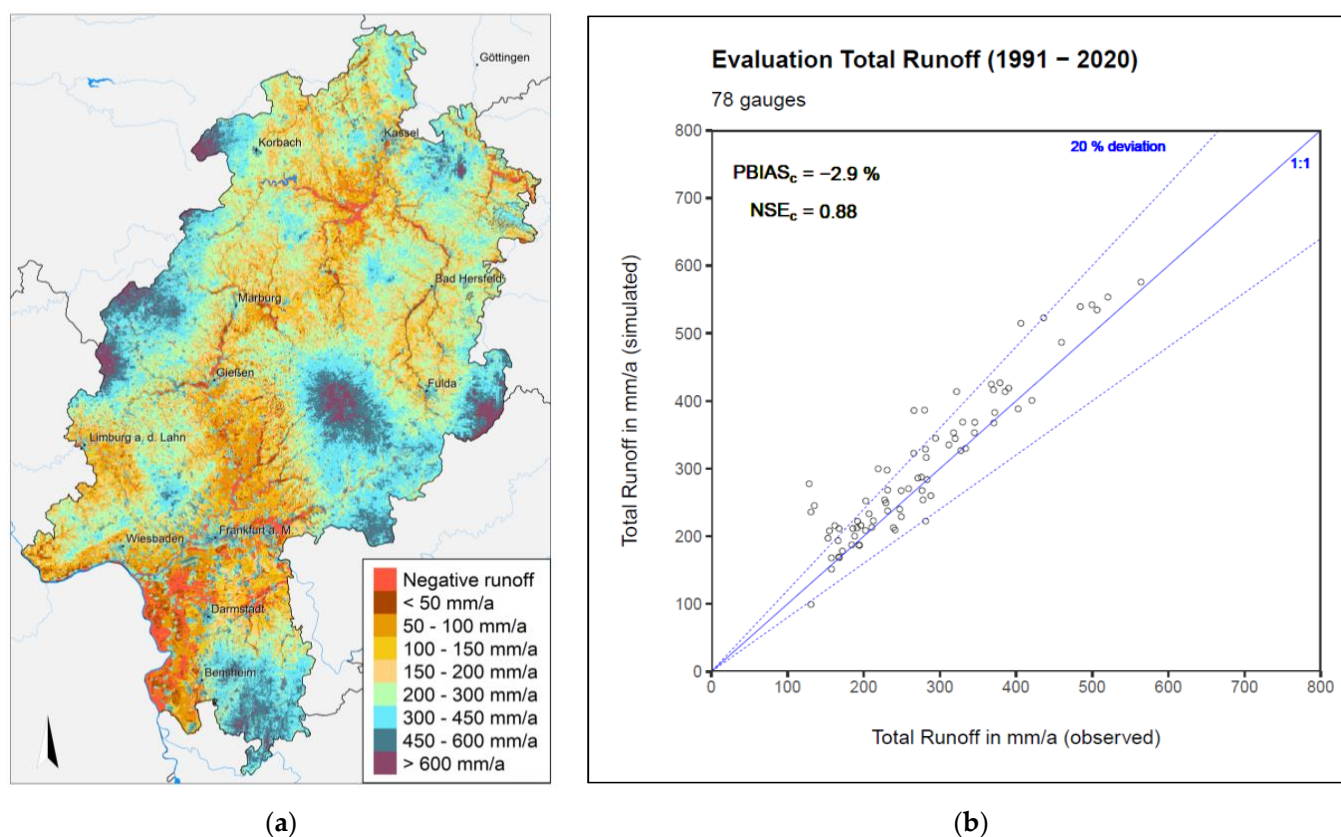 Göttingen
Kassel
Korbach
Bad Hersfeld
Marburg
Gießen
Fulda
Limburg a. d. Lahn
Frankfurt a. M.
Wiesbaden
Darmstadt
Bensheim
Negative runoff
< 50 mm/a
50 - 100 mm/a
100 - 150 mm/a
150 - 200 mm/a
200 - 300 mm/a
300 - 450 mm/a
450 - 600 mm/a
> 600 mm/a
(a)
Evaluation Total Runoff (1991 − 2020)
78 gauges
20 % deviation
1:1
PBIASc = −2.9 %
NSEc = 0.88
Total Runoff in mm/a (simulated)
800
700
600
500
400
300
200
100
0
0 100 200 300 400 500 600 700 800
Total Runoff in mm/a (observed)
(b)